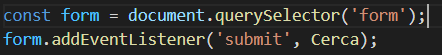 const form = document.querySelector('form');
form.addEventListener('submit', Cerca);